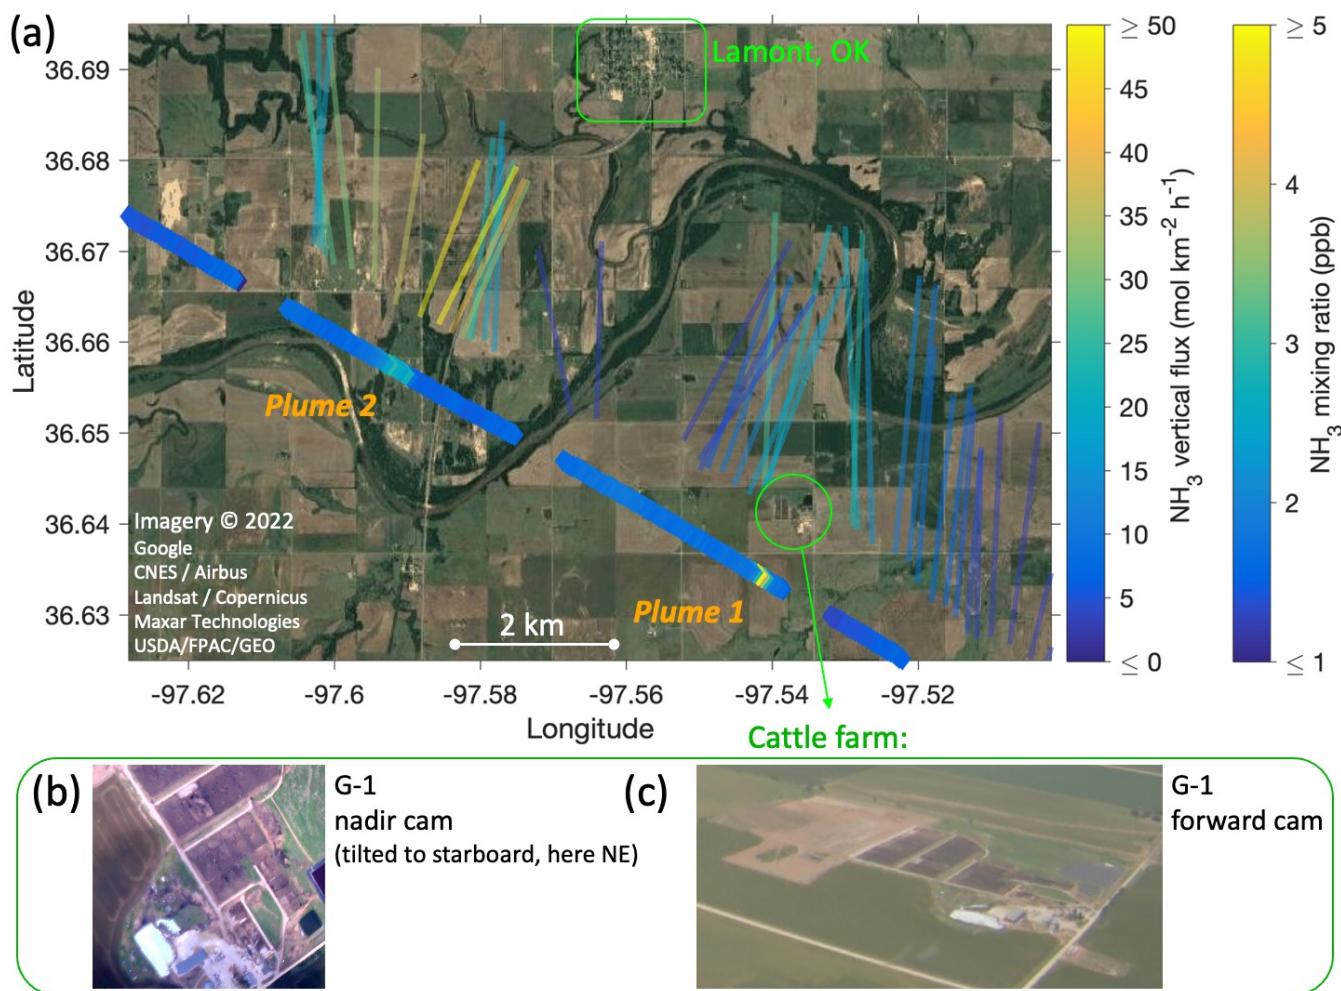 (a)
Lamont, OK
36.69
36.68
36.67
36.66
36.65
36.64
36.63
Latitude
Plume 2
Plume 1
2 km
Imagery © 2022
Google
CNES / Airbus
Landsat / Copernicus
Maxar Technologies
USDA/FPAC/GEO
-97.62
-97.6
-97.58
-97.56
-97.54
-97.52
Longitude
≥ 50
45
40
35
30
25
20
15
10
5
≤ 0
NH3 vertical flux (mol km-2 h-1)
≥ 5
4
3
2
≤ 1
NH3 mixing ratio (ppb)
Cattle farm:
(b)
G-1
nadir cam
(tilted to starboard, here NE)
(c)
G-1
forward cam